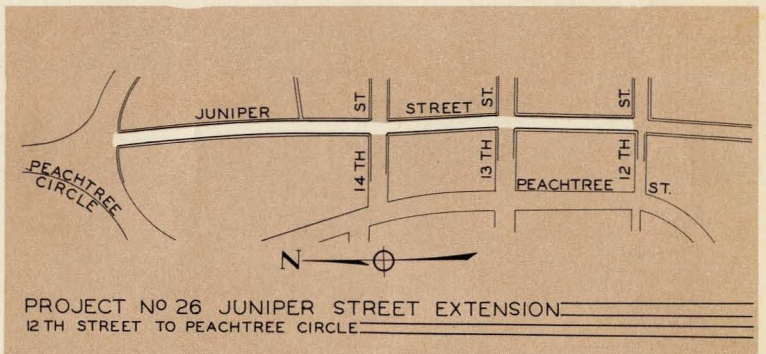 JUNIPER STREET
14 TH ST.
13 TH ST.
12 TH ST.
PEACHTREE
CIRCLE
PEACHTREE ST.
N
PROJECT Nº 26 JUNIPER STREET EXTENSION
12 TH STREET TO PEACHTREE CIRCLE